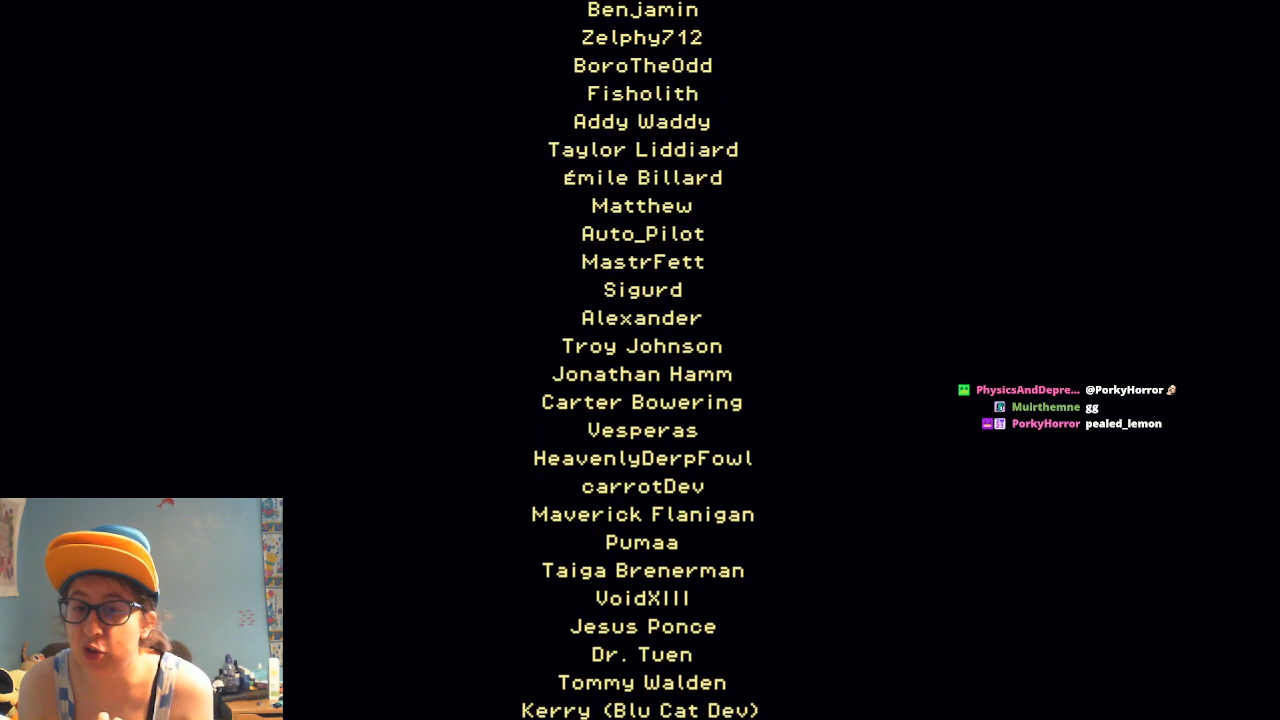 Benjamin
Zelphy712
BoroTheOdd
Fisholith
Addy Waddy
Taylor Liddiard
Émile Billard
Matthew
Auto_Pilot
MastrFett
Sigurd
Alexander
Troy Johnson
Jonathan Hamm
Carter Bowering
Vesperas
HeavenlyDerpFowl
carrotDev
Maverick Flanigan
Pumaa
Taiga Brenerman
VoidXIII
Jesus Ponce
Dr. Tuen
Tommy Walden
Kerry (Blu Cat Dev)
PhysicsAndDepre... @PorkyHorror
Muirthemne gg
PorkyHorror pealed_lemon